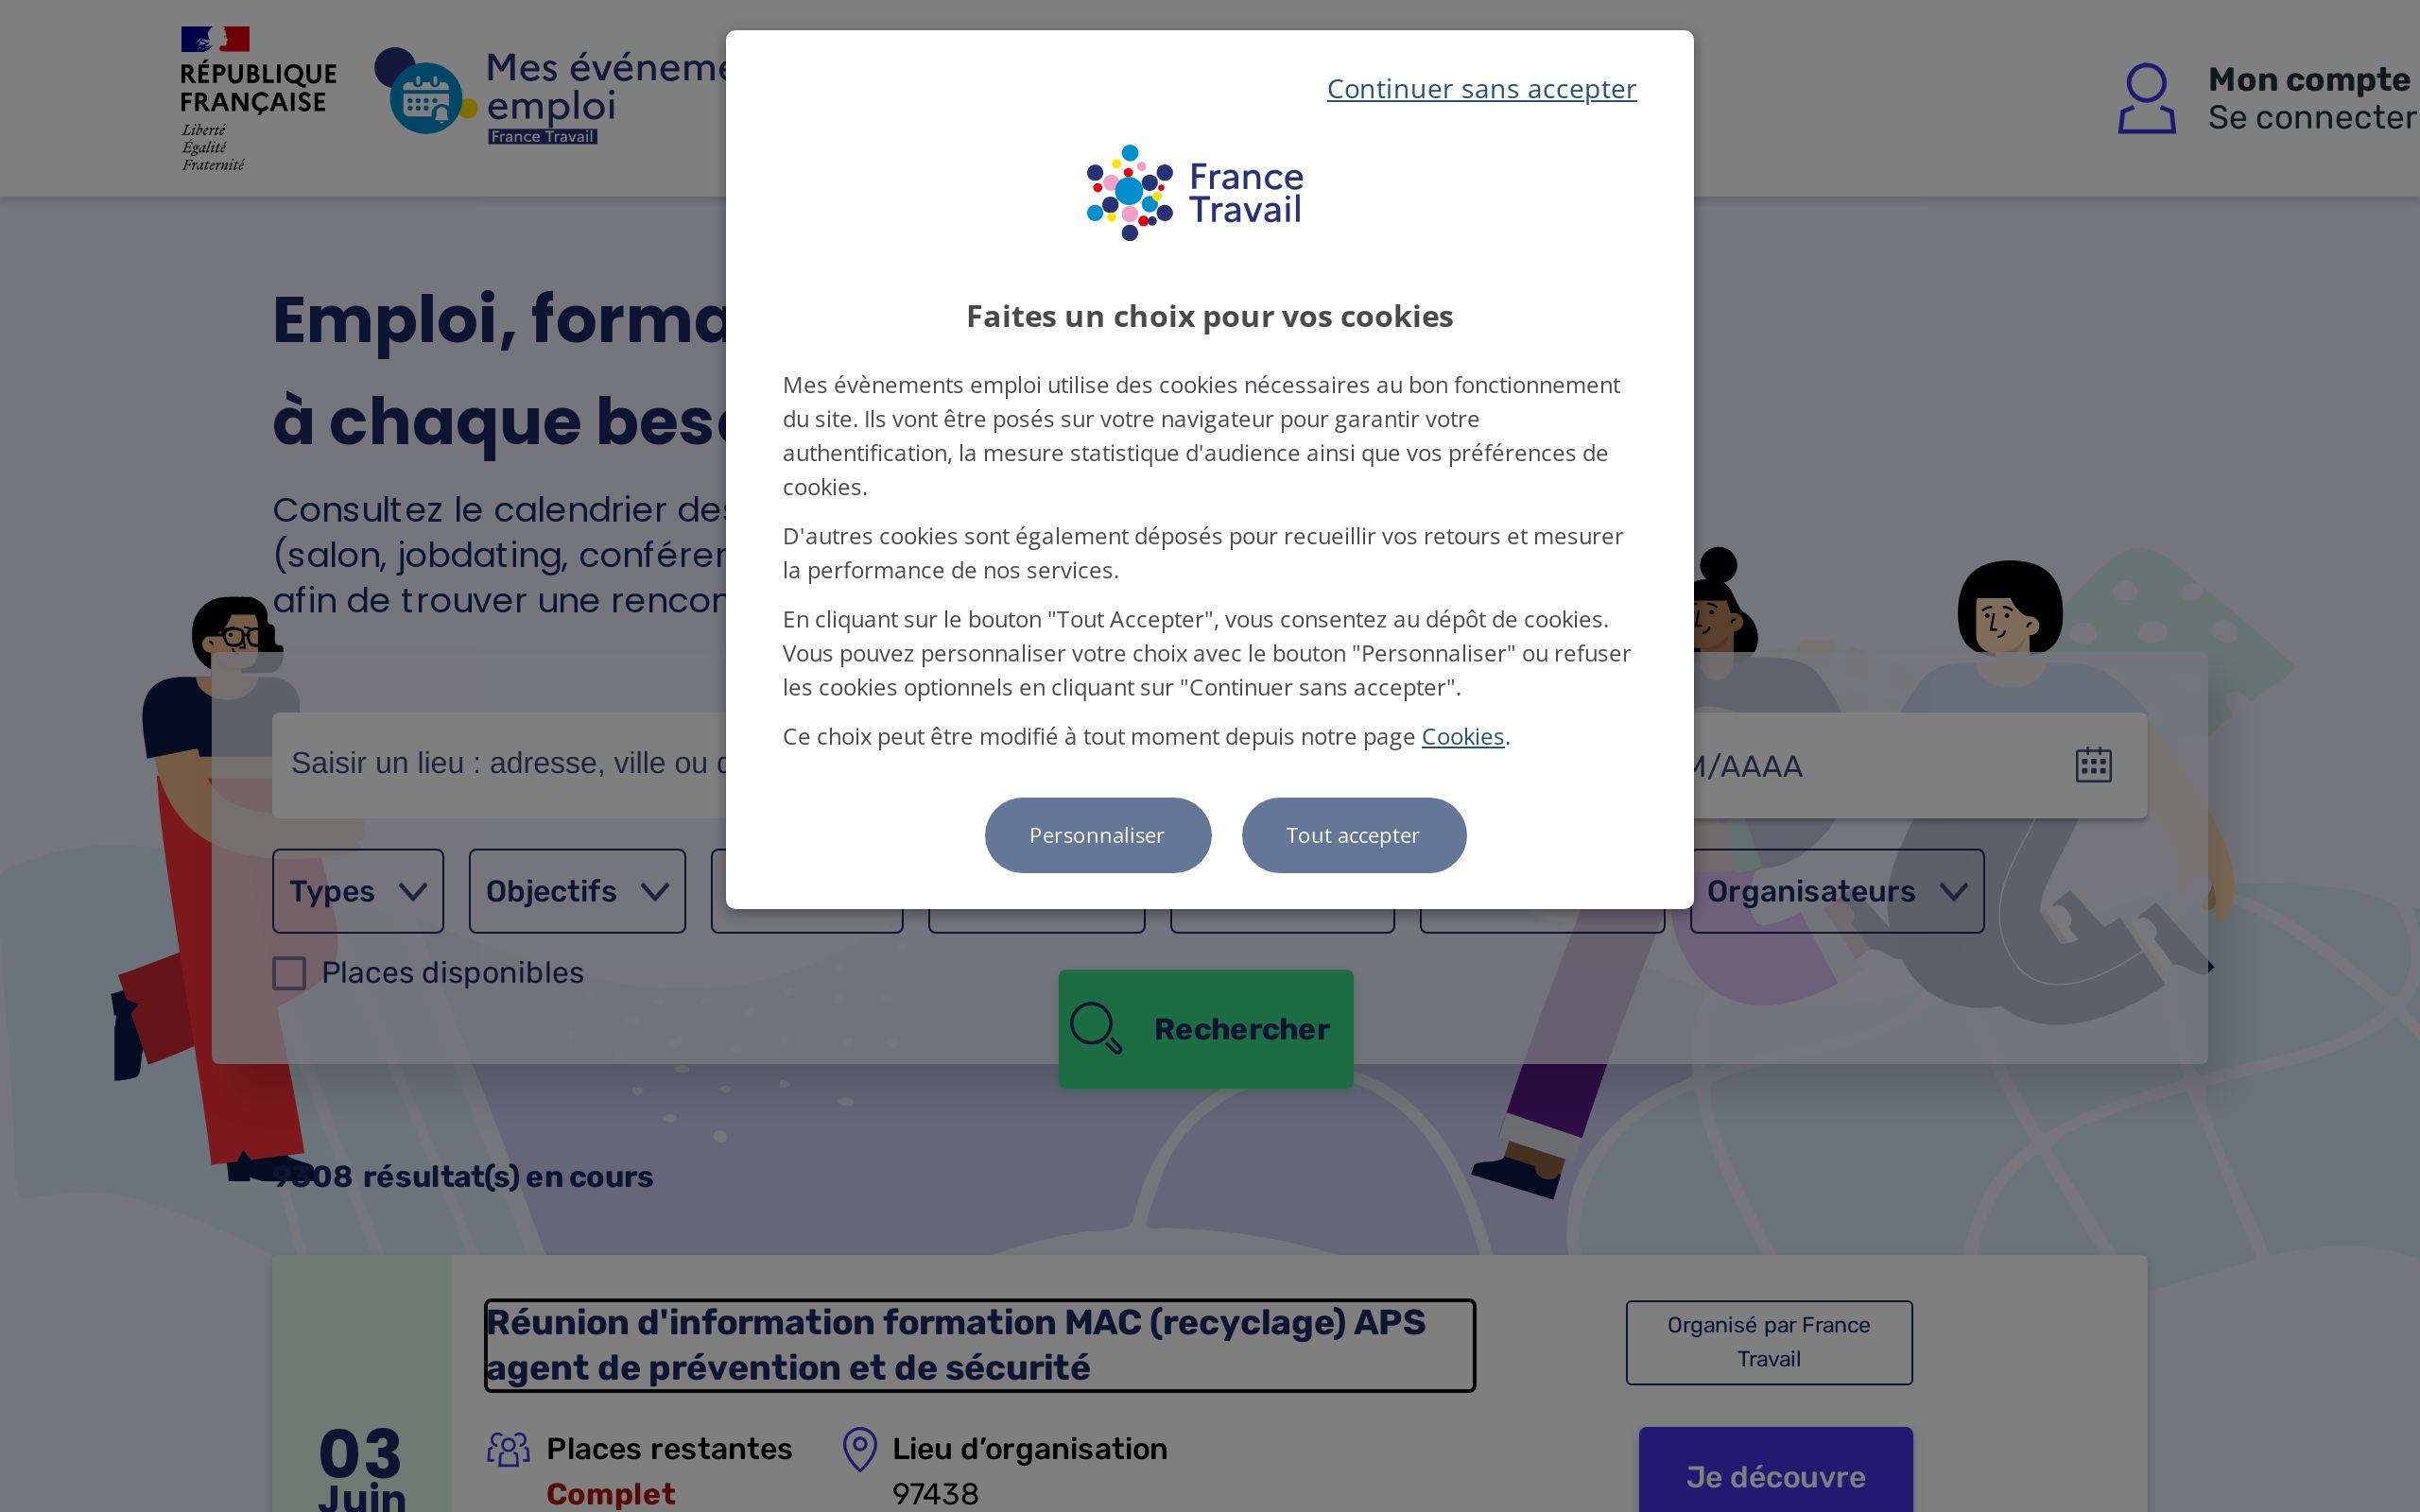 RÉPUBLIQUE
FRANÇAISE
Liberté
Égalité
Fraternité
Mes événeme
emploi
France Travail
Mon compte
Se connecter
Continuer sans accepter
France
Travail
Faites un choix pour vos cookies
Mes évènements emploi utilise des cookies nécessaires au bon fonctionnement
du site. Ils vont être posés sur votre navigateur pour garantir votre
authentification, la mesure statistique d'audience ainsi que vos préférences de
cookies.
D'autres cookies sont également déposés pour recueillir vos retours et mesurer
la performance de nos services.
En cliquant sur le bouton "Tout Accepter", vous consentez au dépôt de cookies.
Vous pouvez personnaliser votre choix avec le bouton "Personnaliser" ou refuser
les cookies optionnels en cliquant sur "Continuer sans accepter".
Ce choix peut être modifié à tout moment depuis notre page Cookies.
Personnaliser
Tout accepter
Emploi, forma
à chaque beso
Consultez le calendrier des
(salon, jobdating, conféren
afin de trouver une rencon
Saisir un lieu : adresse, ville ou
/AAAA
Types
Objectifs
Organisateurs
Places disponibles
Rechercher
9308 résultat(s) en cours
Réunion d'information formation MAC (recyclage) APS
agent de prévention et de sécurité
Organisé par France
Travail
03
Juin
Places restantes
Complet
Lieu d’organisation
97438
Je découvre